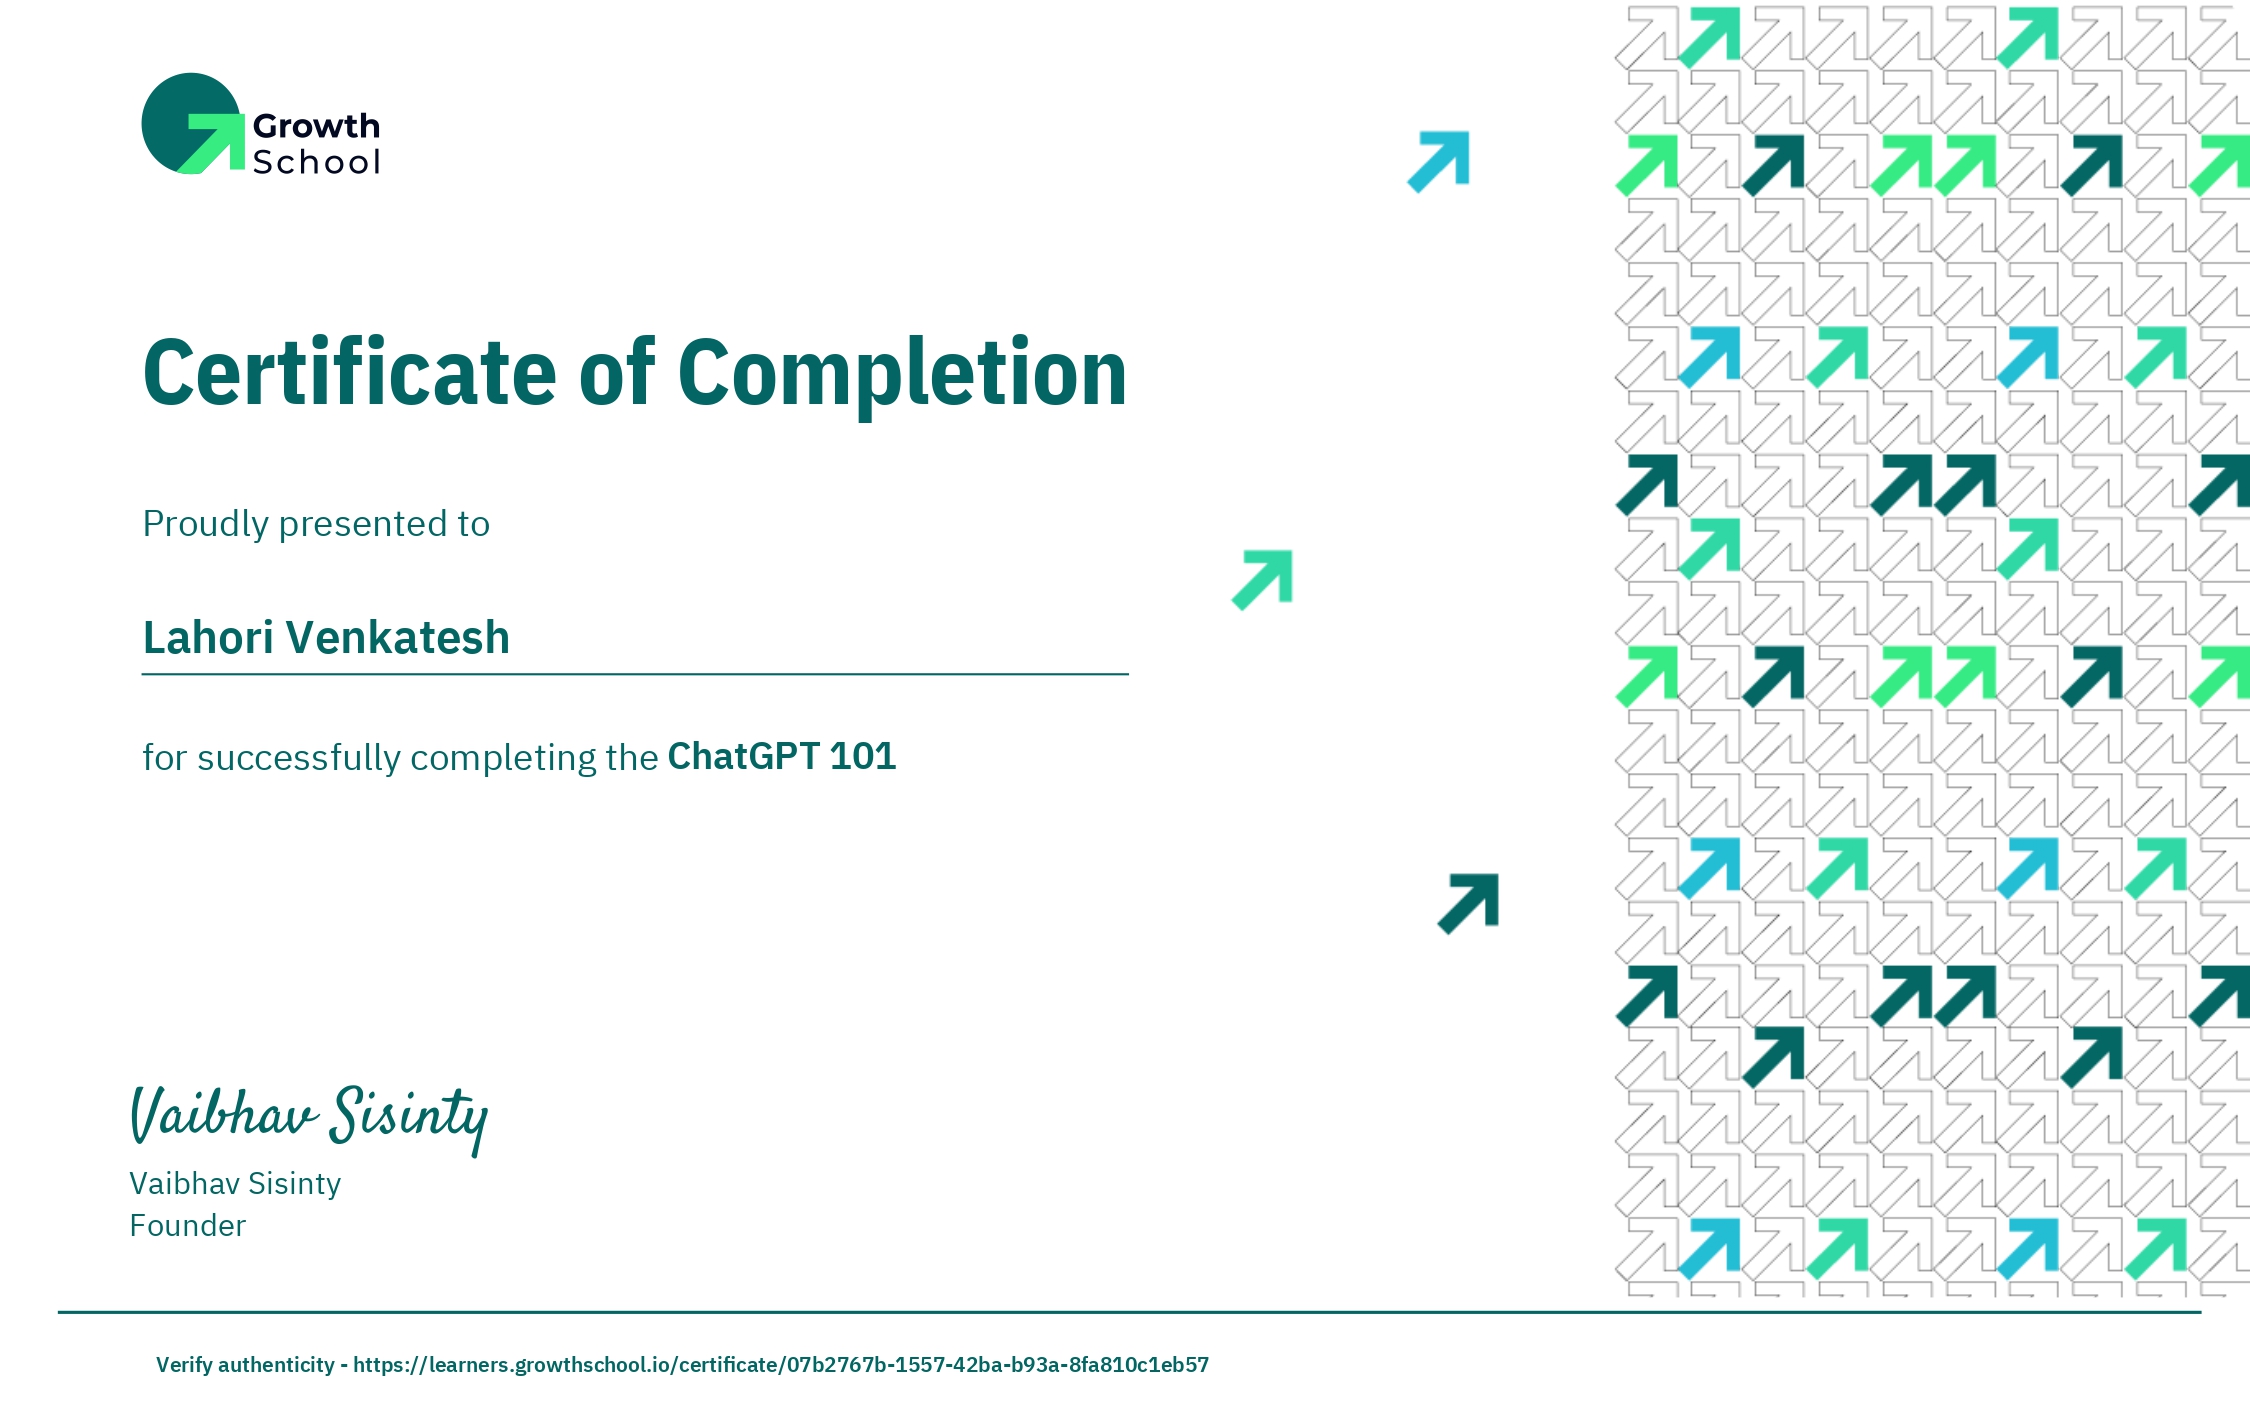 Growth
School
Certificate of Completion
Proudly presented to
Lahori Venkatesh
for successfully completing the ChatGPT 101
Vaibhav Sisinty
Vaibhav Sisinty
Founder
Verify authenticity - https://learners.growthschool.io/certificate/07b2767b-1557-42ba-b93a-8fa810c1eb57